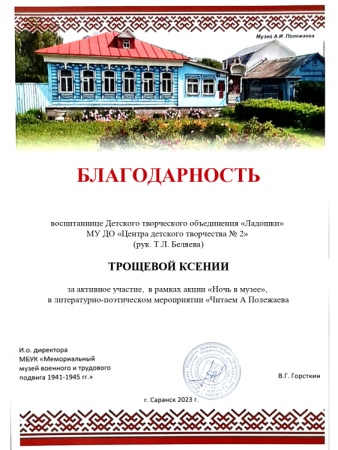 Музей А.И. Полежаева
БЛАГОДАРНОСТЬ
воспитаннице Детского творческого объединения «Ладошки»
МУ ДО «Центра детского творчества № 2»
(рук. Т.Л. Беляева)
ТРОЩЕВОЙ КСЕНИИ
за активное участие, в рамках акции «Ночь в музее»,
в литературно-поэтическом мероприятии «Читаем А Полежаева
И.о. директора
МБУК «Мемориальный
музей военного и трудового
подвига 1941-1945 гг.»
В.Г. Горсткин
г. Саранск 2023 г.